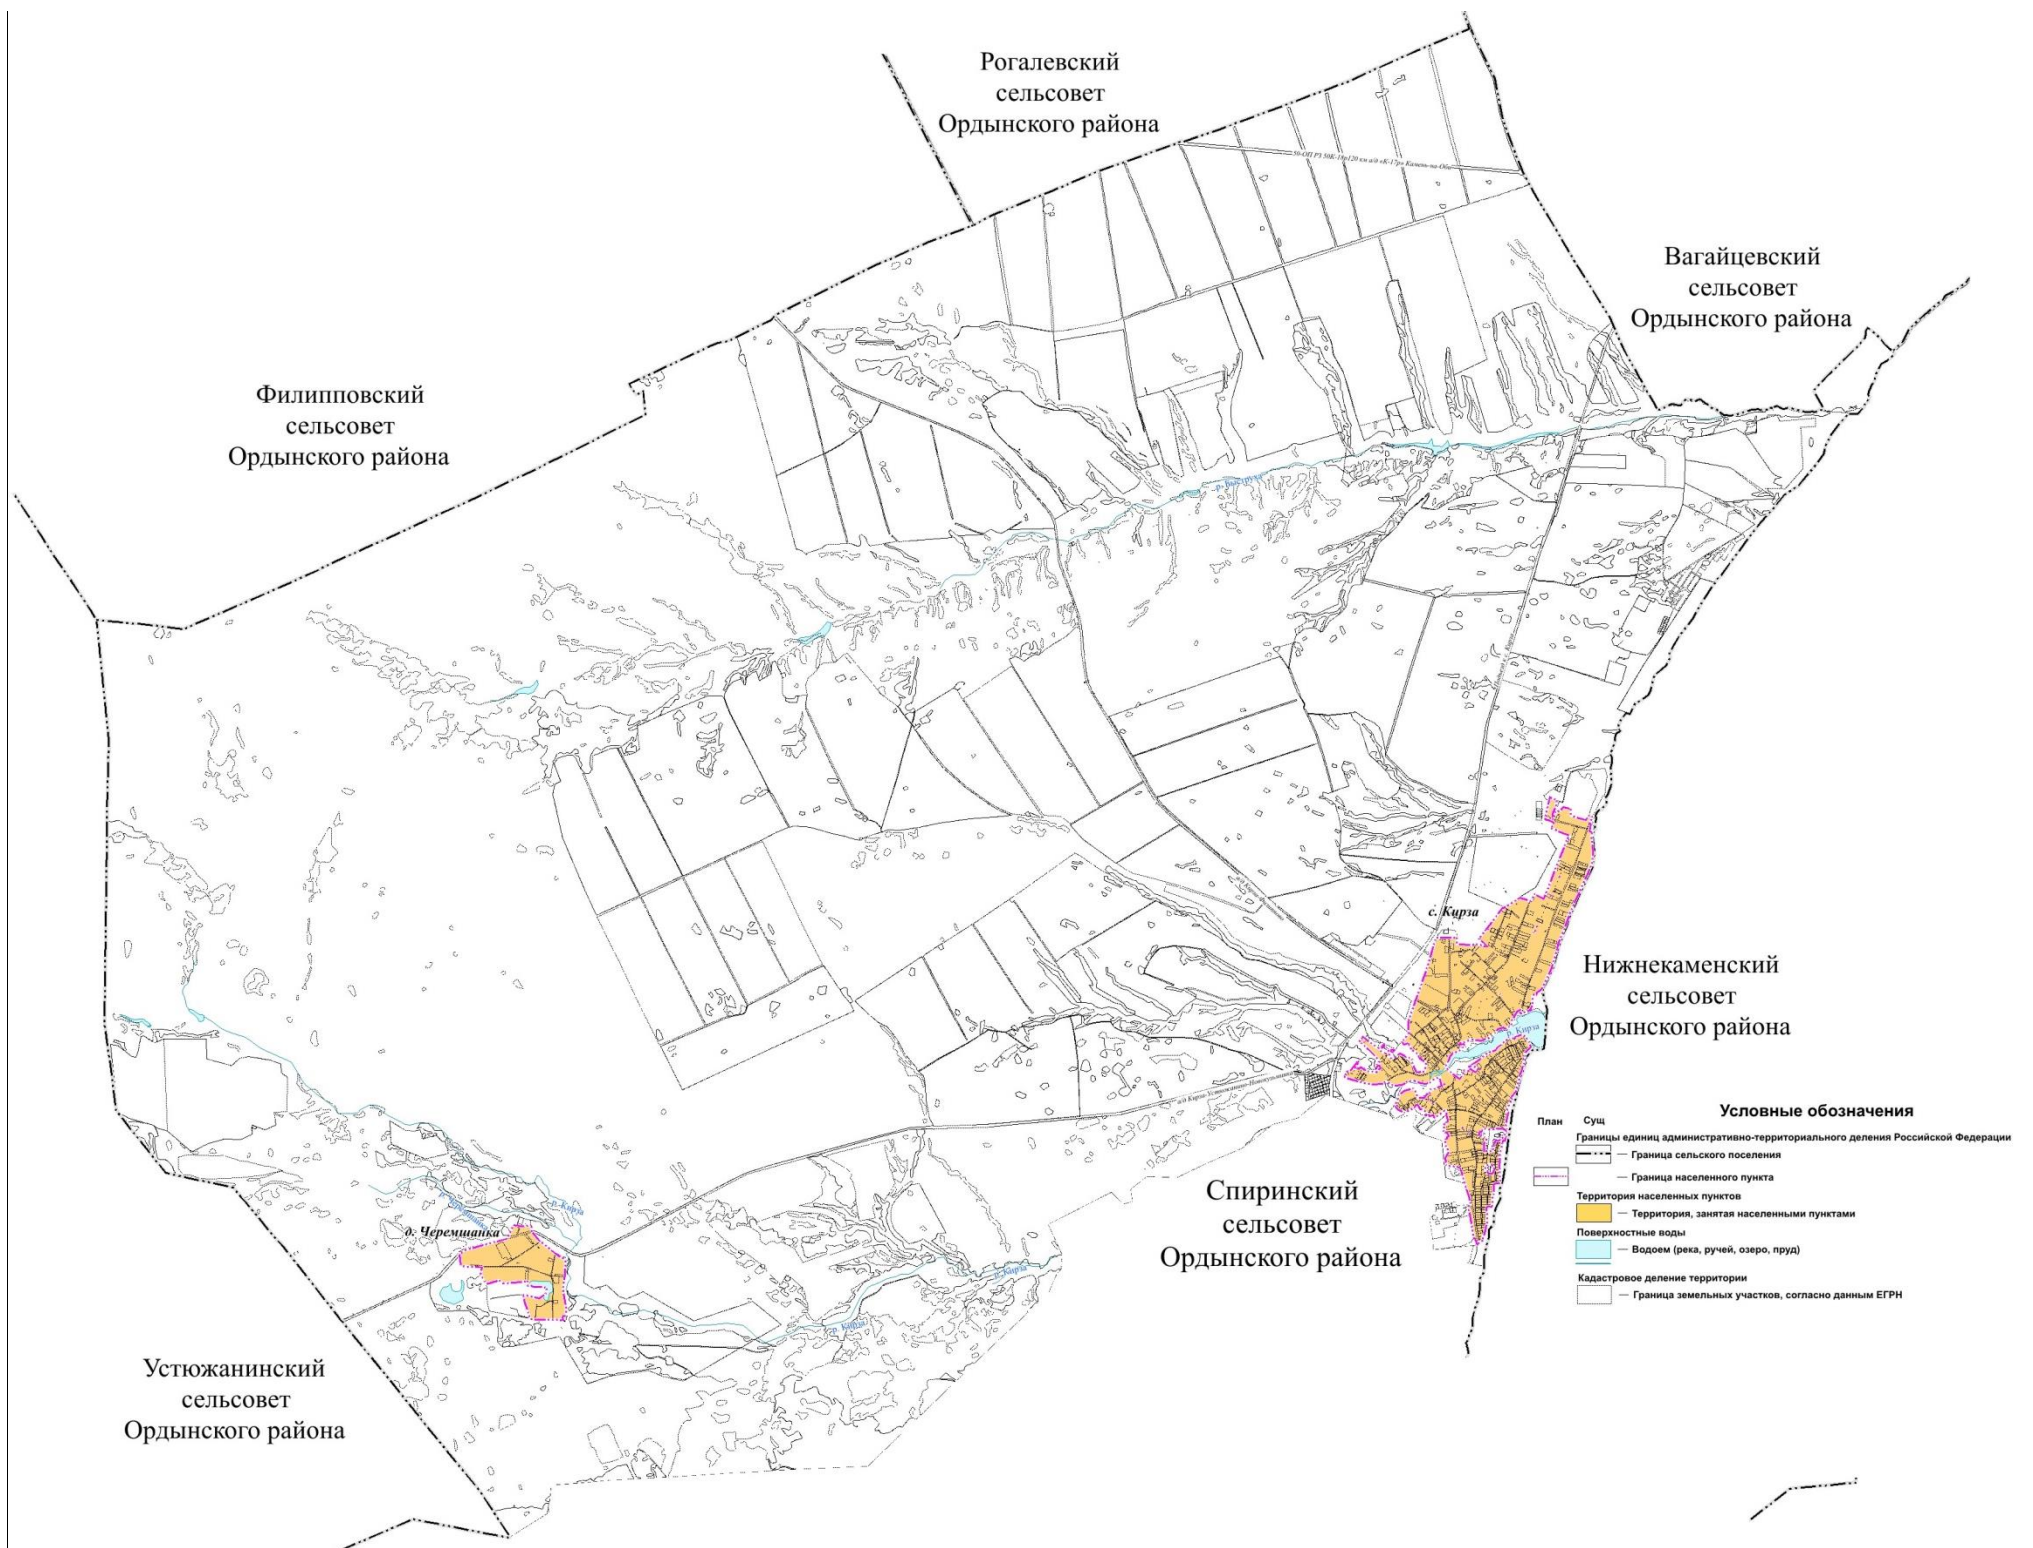 Рогалевский
сельсовет
Ордынского района
Вагайцевский
сельсовет
Ордынского района
Филипповский
сельсовет
Ордынского района
с. Кирза
Нижнекаменский
сельсовет
Ордынского района
р. Кирза
Спиринский
сельсовет
Ордынского района
р. Кирза
д. Черемшанка
р. Кирза
р. Кирза
Устюжанинский
сельсовет
Ордынского района
Условные обозначения
План Сущ
Границы единиц административно-территориального деления Российской Федерации
— Граница сельского поселения
— Граница населенного пункта
Территория населенных пунктов
— Территория, занятая населенными пунктами
Поверхностные воды
— Водоем (река, ручей, озеро, пруд)
Кадастровое деление территории
— Граница земельных участков, согласно данным ЕГРН